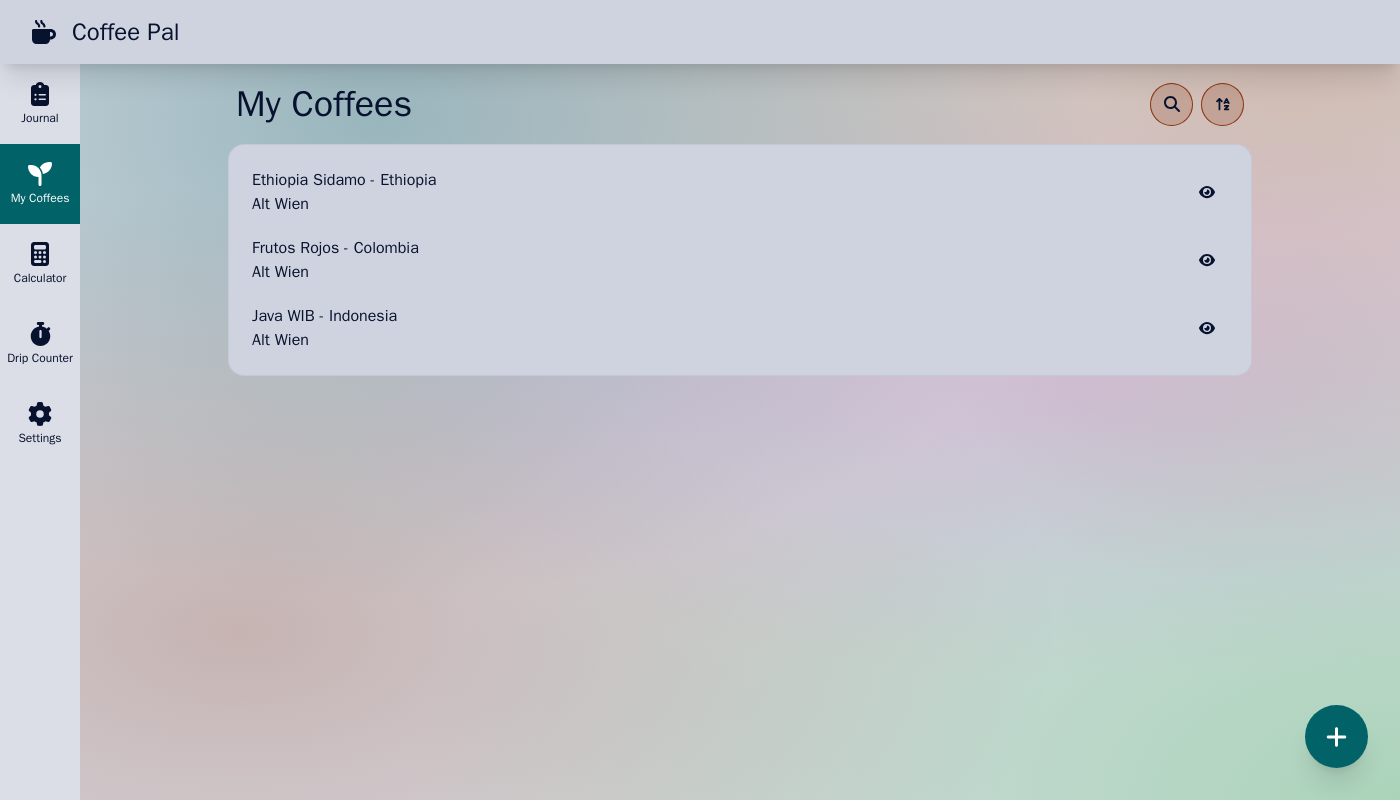 Coffee Pal
Journal
My Coffees
Calculator
Drip Counter
Settings
My Coffees
Ethiopia Sidamo - Ethiopia
Alt Wien
Frutos Rojos - Colombia
Alt Wien
Java WIB - Indonesia
Alt Wien